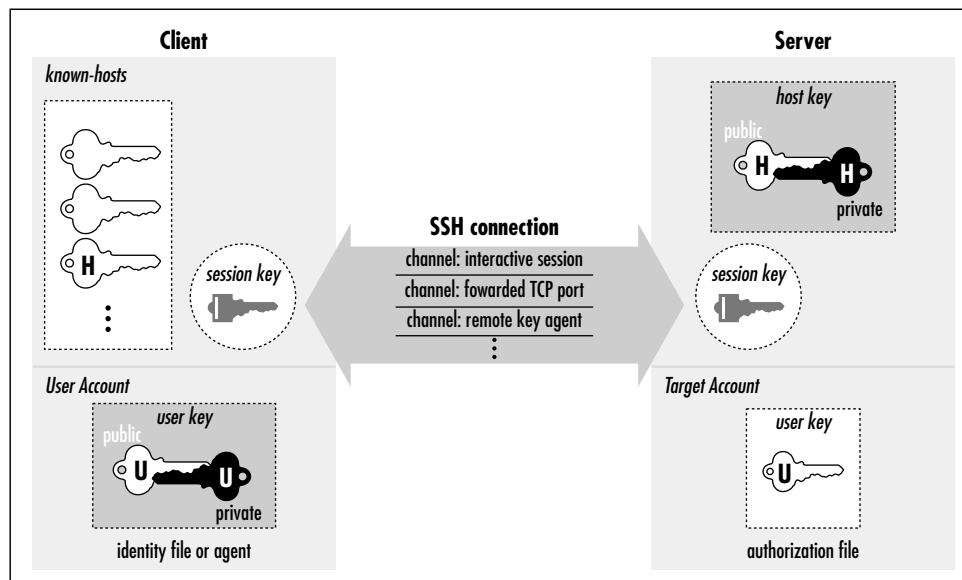 Client
Server
known-hosts
H
session key
User Account
user key
public
U
U
private
identity file or agent
SSH connection
channel: interactive session
channel: fowarded TCP port
channel: remote key agent
host key
public
H
H
private
session key
Target Account
user key
U
authorization file